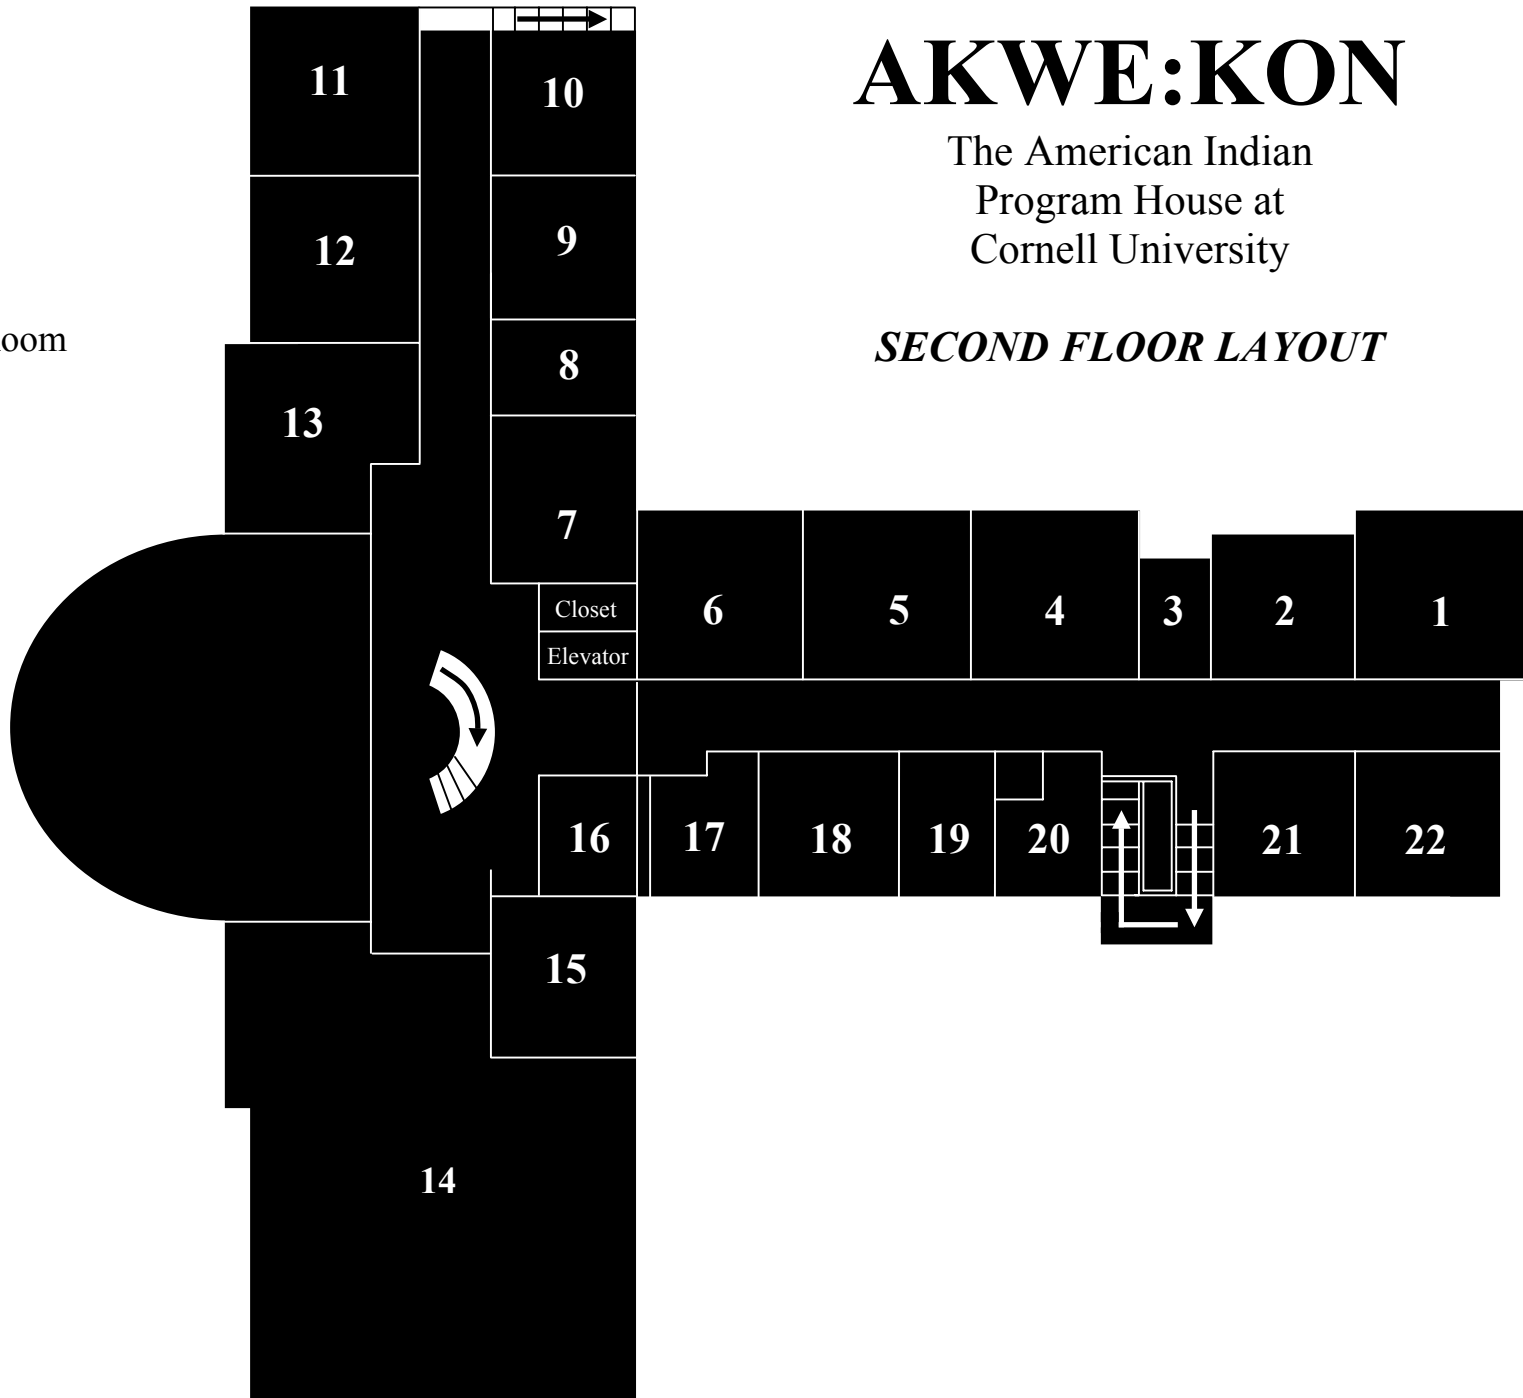 AKWE:KON
The American Indian
Program House at
Cornell University
SECOND FLOOR LAYOUT
oom
11
10
12
9
8
13
7
Closet
Elevator
6
5
4
3
2
1
16
17
18
19
20
21
22
15
14